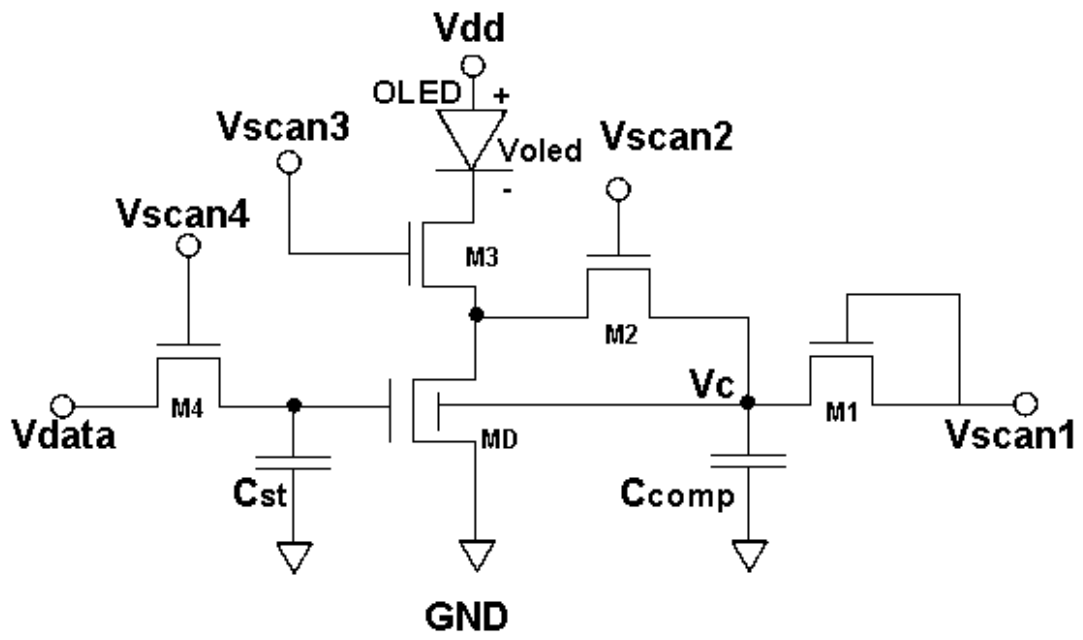 Vdd
OLED +
Vscan3
Voled
Vscan2
-
Vscan4
M3
M2
Vc
M4
M1
Vdata
MD
Vscan1
Cst
Ccomp
GND